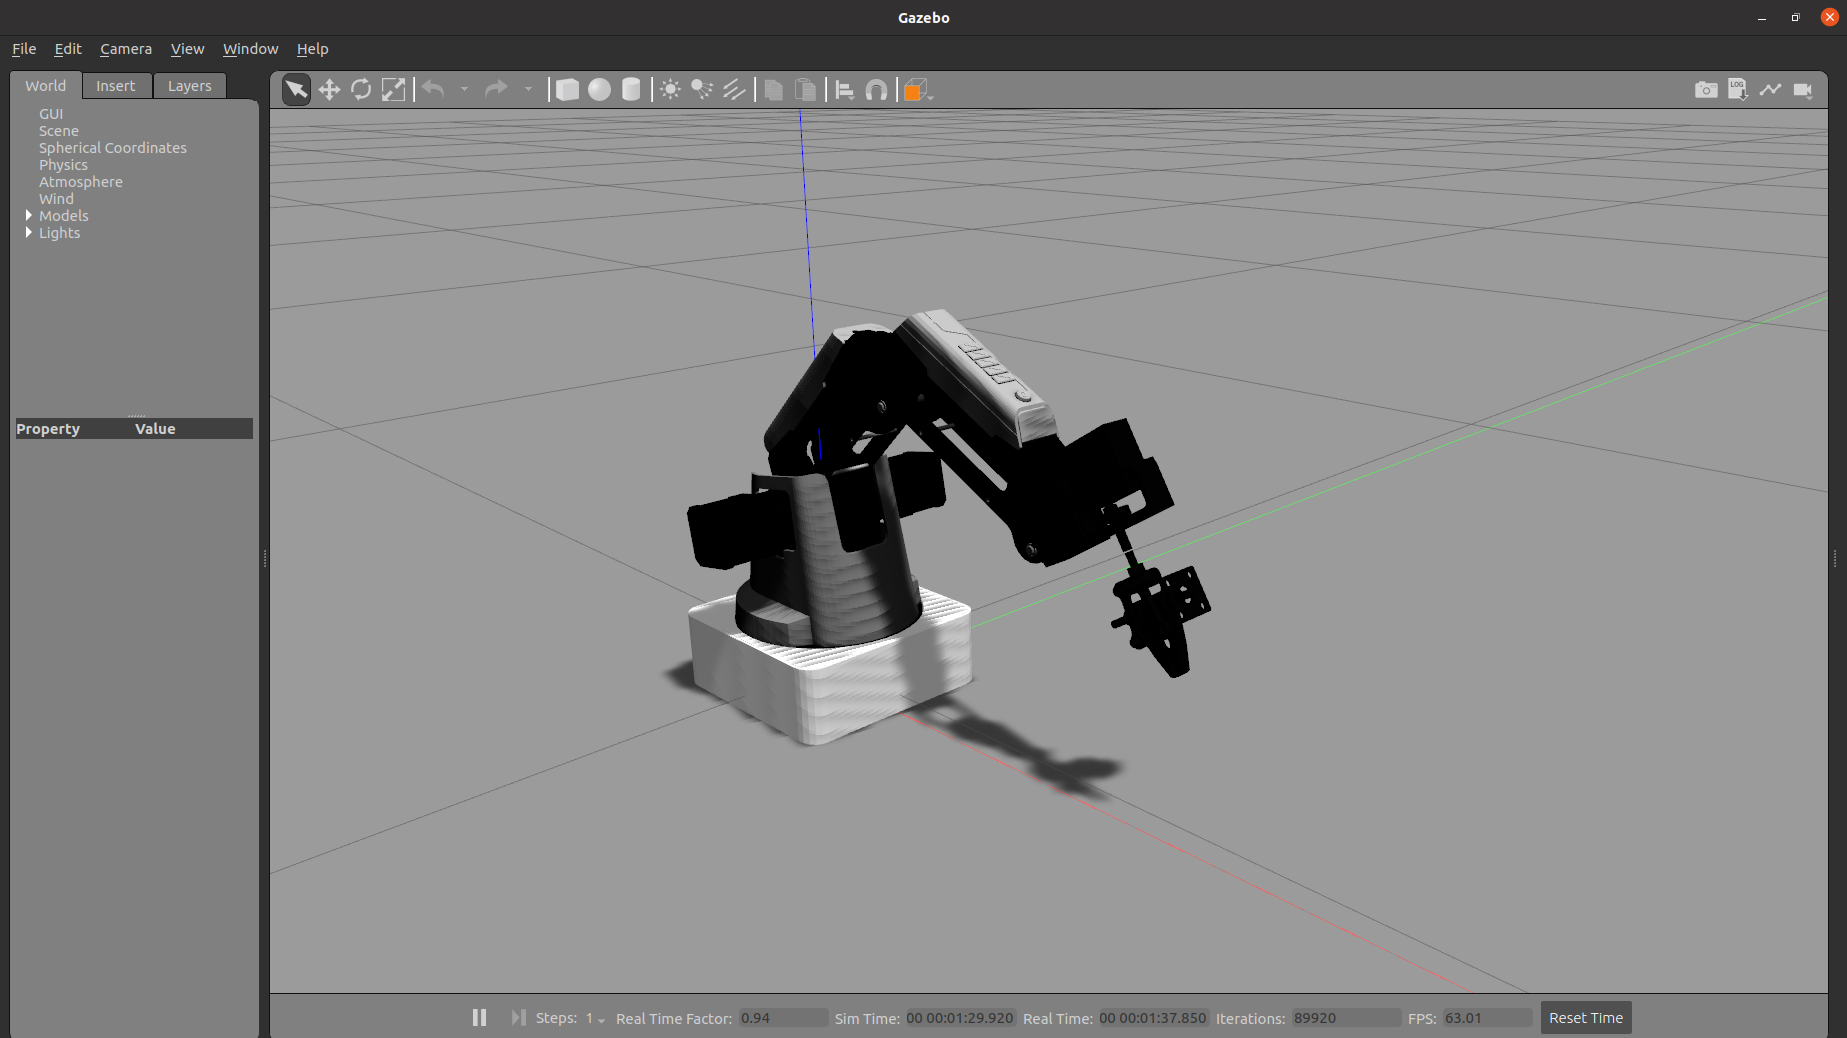 Gazebo
File Edit Camera View Window Help
World Insert Layers
GUI
Scene
Spherical Coordinates
Physics
Atmosphere
Wind
Models
Lights
Property Value
LOG
Steps: 1 Real Time Factor: 0.94 Sim Time: 00 00:01:29.920 Real Time: 00 00:01:37.850 Iterations: 89920 FPS: 63.01 Reset Time